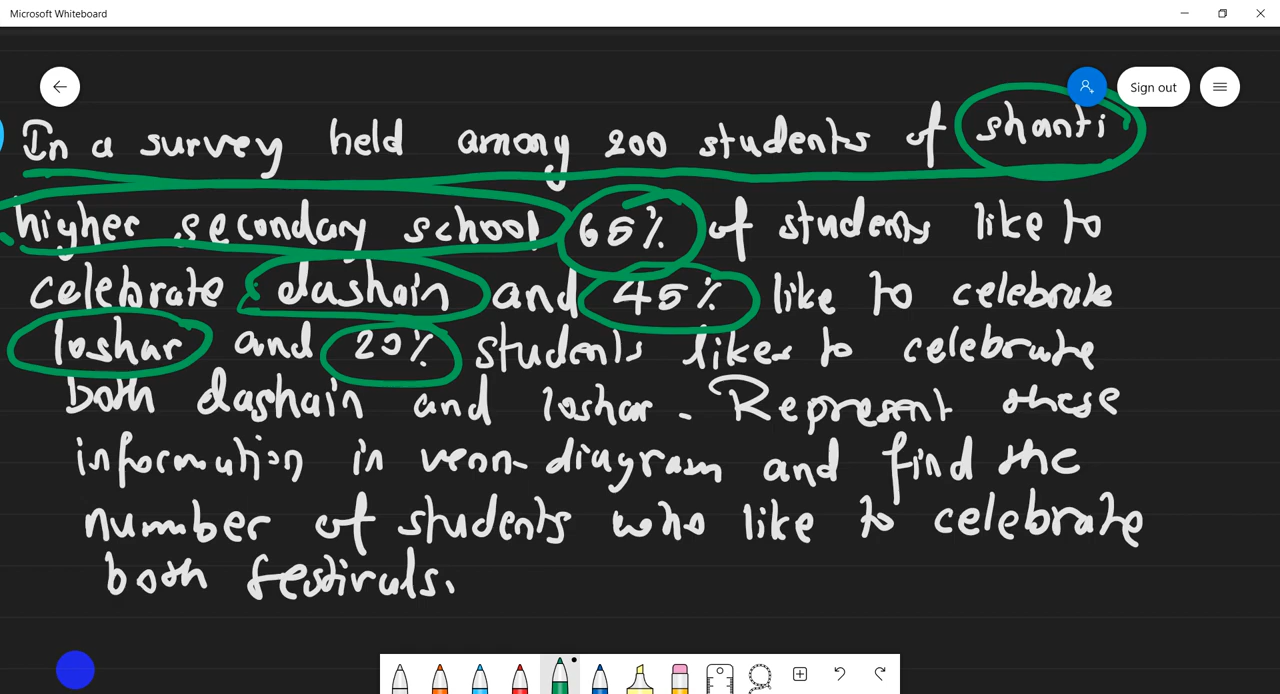 Microsoft Whiteboard
Sign out
In a survey held among 200 students of shanti
higher secondary school 65% of students like to
celebrate dashain and 45% like to celebrate
loshar and 20% students likes to celebrate
both dashain and loshar. Represent these
information in venn-diagram and find the
number of students who like to celebrate
both festivals.